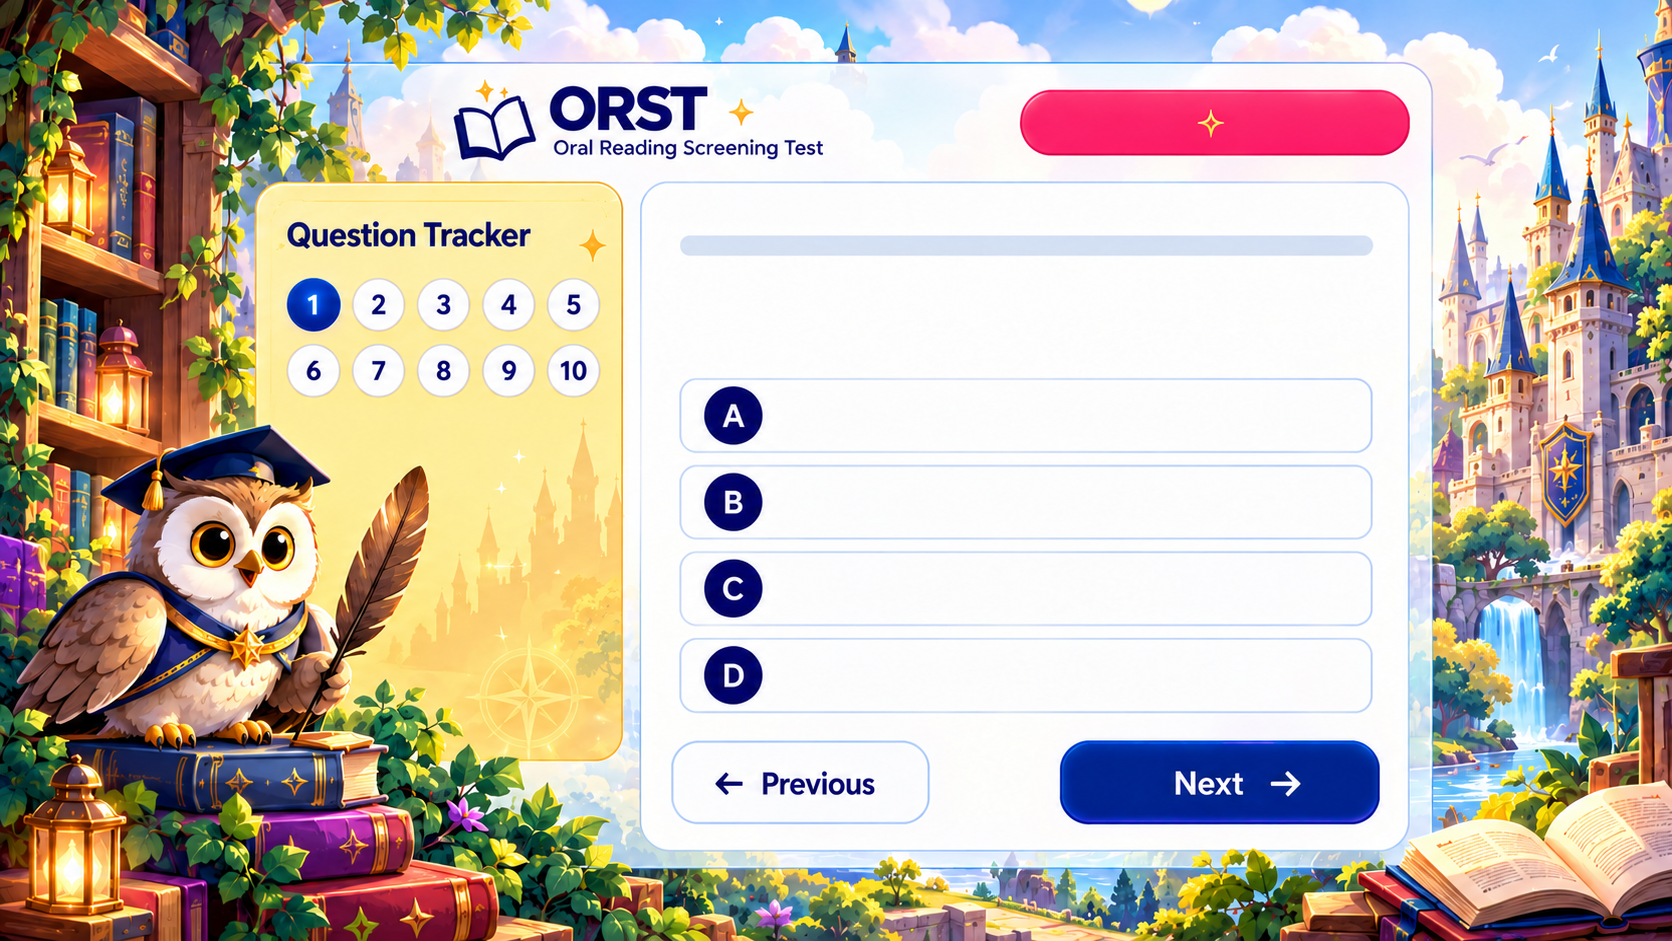 ORST
Oral Reading Screening Test
Question Tracker
1 2 3 4 5
6 7 8 9 10
A
B
C
D
← Previous
Next →